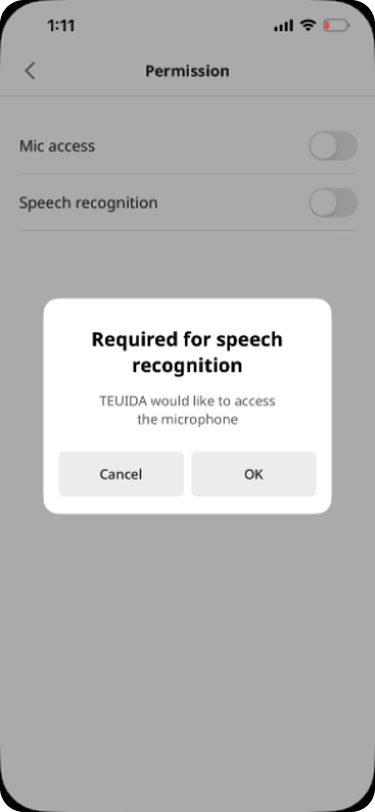 1:11
Permission
Mic access
Speech recognition
Required for speech
recognition
TEUIDA would like to access
the microphone
Cancel
OK